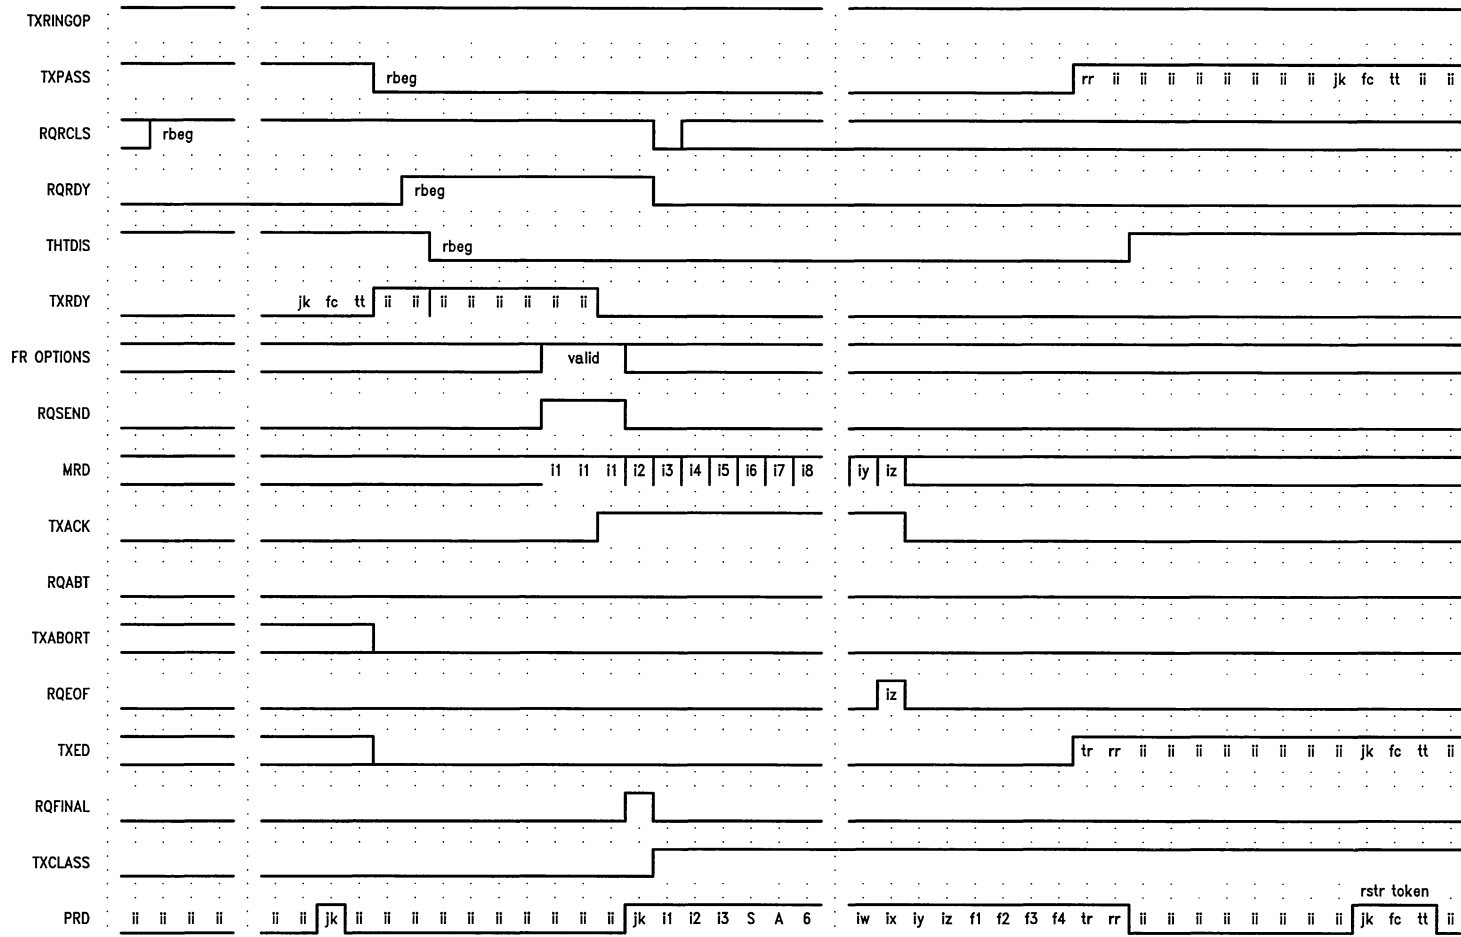 TXRINGOP
TXPASS rbeg rr ii ii ii ii ii ii ii ii jk fc tt ii ii
RQRCLS rbeg
RQRDY rbeg
THTDIS rbeg
TXRDY jk fc tt ii ii ii ii ii ii ii ii
FR OPTIONS valid
RQSEND
MRD i1 i1 i1 i2 i3 i4 i5 i6 i7 i8 iy iz
TXACK
RQABT
TXABORT
RQEOF iz
TXED tr rr ii ii ii ii ii ii ii ii jk fc tt ii
RQFINAL
TXCLASS
rstr token
PRD ii ii ii ii ii ii jk ii ii ii ii ii ii ii ii ii ii jk i1 i2 i3 S A 6 iw ix iy iz f1 f2 f3 f4 tr rr ii ii ii ii ii ii ii ii jk fc tt ii